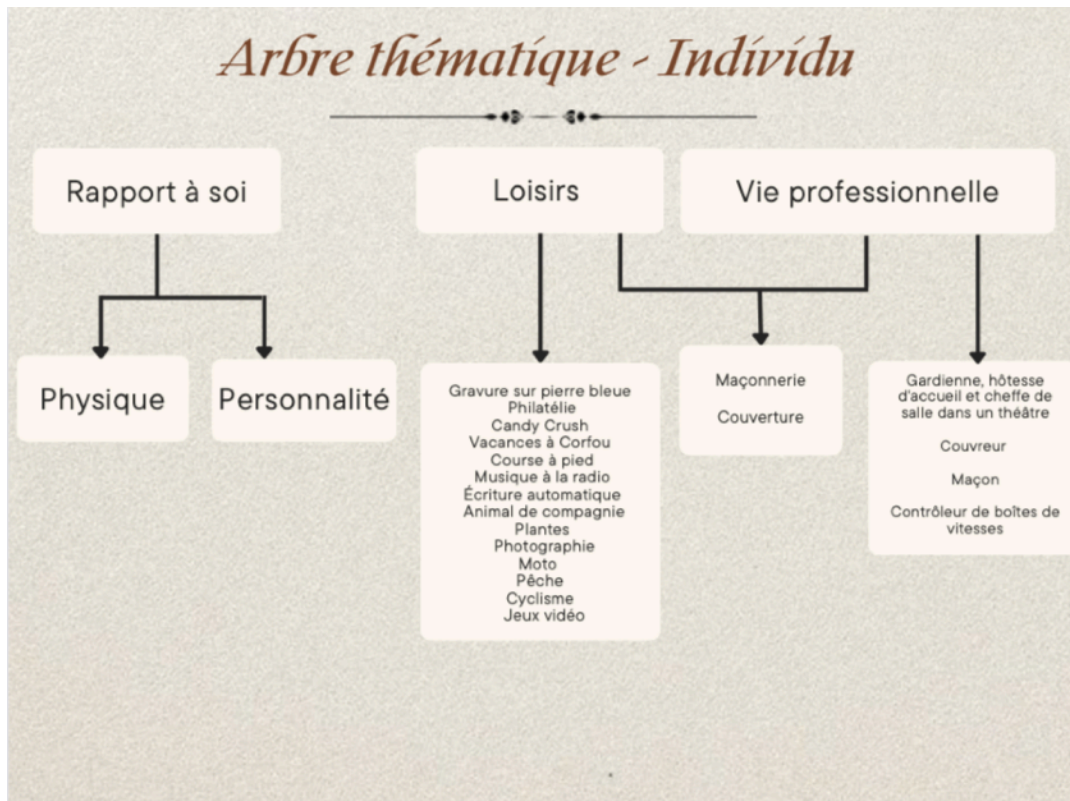 Arbre thématique - Individu
Rapport à soi
Loisirs
Vie professionnelle
Physique
Personnalité
Gravure sur pierre bleue
Philatélie
Candy Crush
Vacances à Corfou
Course à pied
Musique à la radio
Écriture automatique
Animal de compagnie
Plantes
Photographie
Moto
Pêche
Cyclisme
Jeux vidéo
Maçonnerie
Couverture
Gardienne, hôtesse
d'accueil et cheffe de
salle dans un théâtre
Couvreur
Maçon
Contrôleur de boîtes de
vitesses